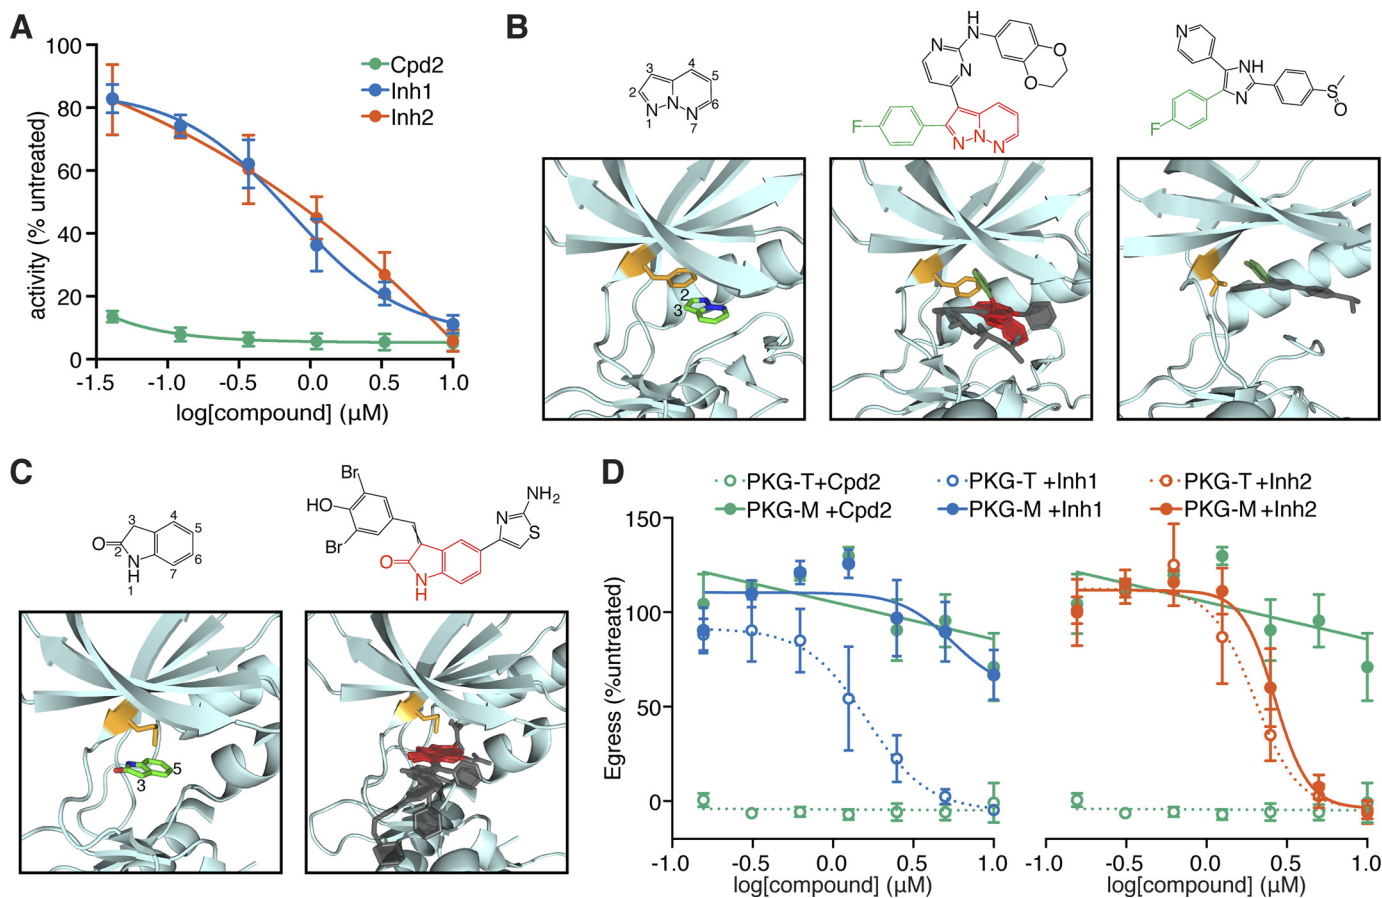 A
100
80
60
40
20
0
activity (% untreated)
-1.5
-1.0
-0.5
0.0
0.5
1.0
log[compound] (µM)
Cpd2
Inh1
Inh2
B
3
4
5
2
6
1
7
N
N
N
2
3
H
N
N
N
O
O
F
N
N
N
N
NH
N
F
S
O
C
3
4
O
2
5
6
N
H
7
1
3
5
Br
HO
Br
NH2
N
S
O
N
H
D
PKG-T+Cpd2
PKG-T +Inh1
PKG-T +Inh2
PKG-M +Cpd2
PKG-M +Inh1
PKG-M +Inh2
150
100
50
0
Egress (%untreated)
-1.0
-0.5
0.0
0.5
1.0
-1.0
-0.5
0.0
0.5
1.0
log[compound] (µM)
log[compound] (µM)